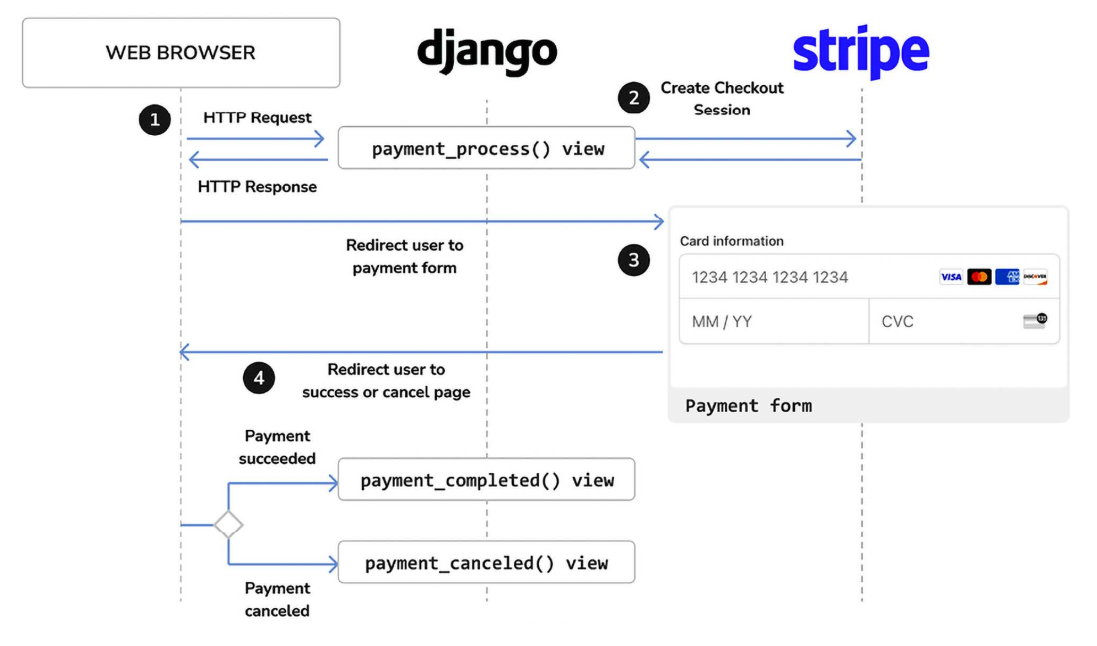 WEB BROWSER
django
stripe
1
HTTP Request
2
Create Checkout
Session
payment_process() view
HTTP Response
Redirect user to
payment form
3
Card information
1234 1234 1234 1234
VISA
AM
EX
DISCOVER
MM / YY
CVC
135
4
Redirect user to
success or cancel page
Payment form
Payment
succeeded
payment_completed() view
payment_canceled() view
Payment
canceled